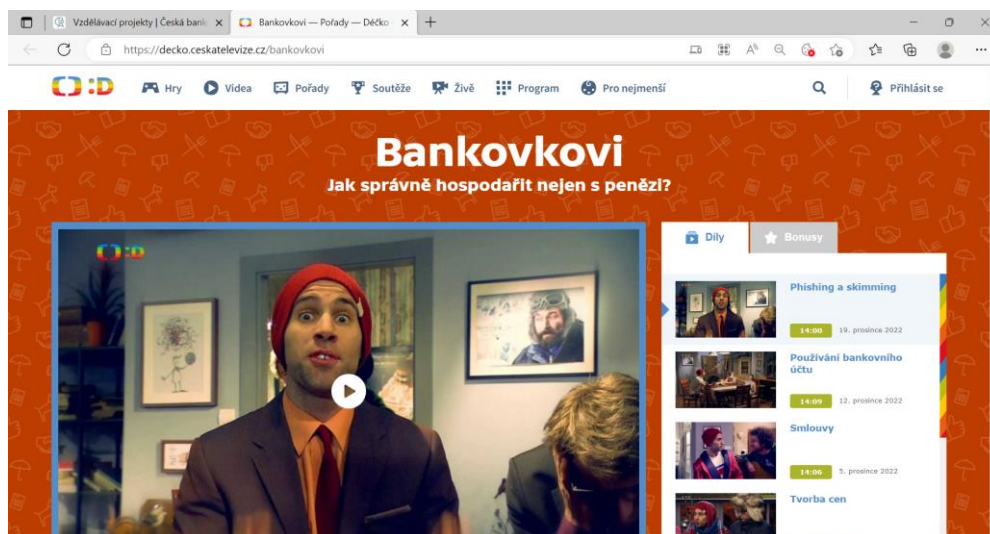 Vzdělávací projekty | Česká bank
Bankovkovi — Pořady — Déčko
https://decko.ceskatelevize.cz/bankovkovi
:D
Hry
Videa
Pořady
Soutěže
Živě
Program
Pro nejmenší
Přihlásit se
Bankovkovi
Jak správně hospodařit nejen s penězi?
:D
Díly
Bonusy
Phishing a skimming
14:00 19. prosince 2022
Používání bankovního
účtu
14:09 12. prosince 2022
Smlouvy
14:06 5. prosince 2022
Tvorba cen